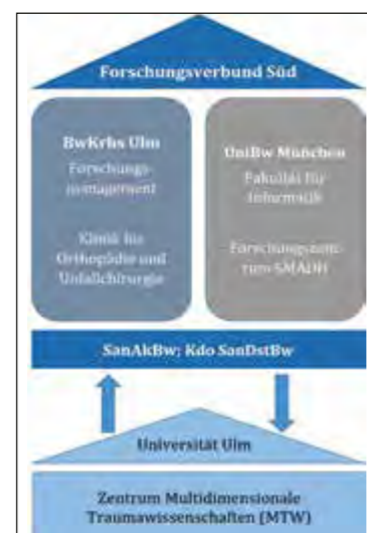 Forschungsverbund Süd
BwKrhs Ulm
Forschungs-
management
Klinik für
Orthopädie und
Unfallchirurgie
UniBw München
Fakultät für
Informatik
Forschungszent-
rum SMADH
SanAkBw; Kdo SanDstBw
Universität Ulm
Zentrum Multidimensionale
Traumawissenschaften (MTW)